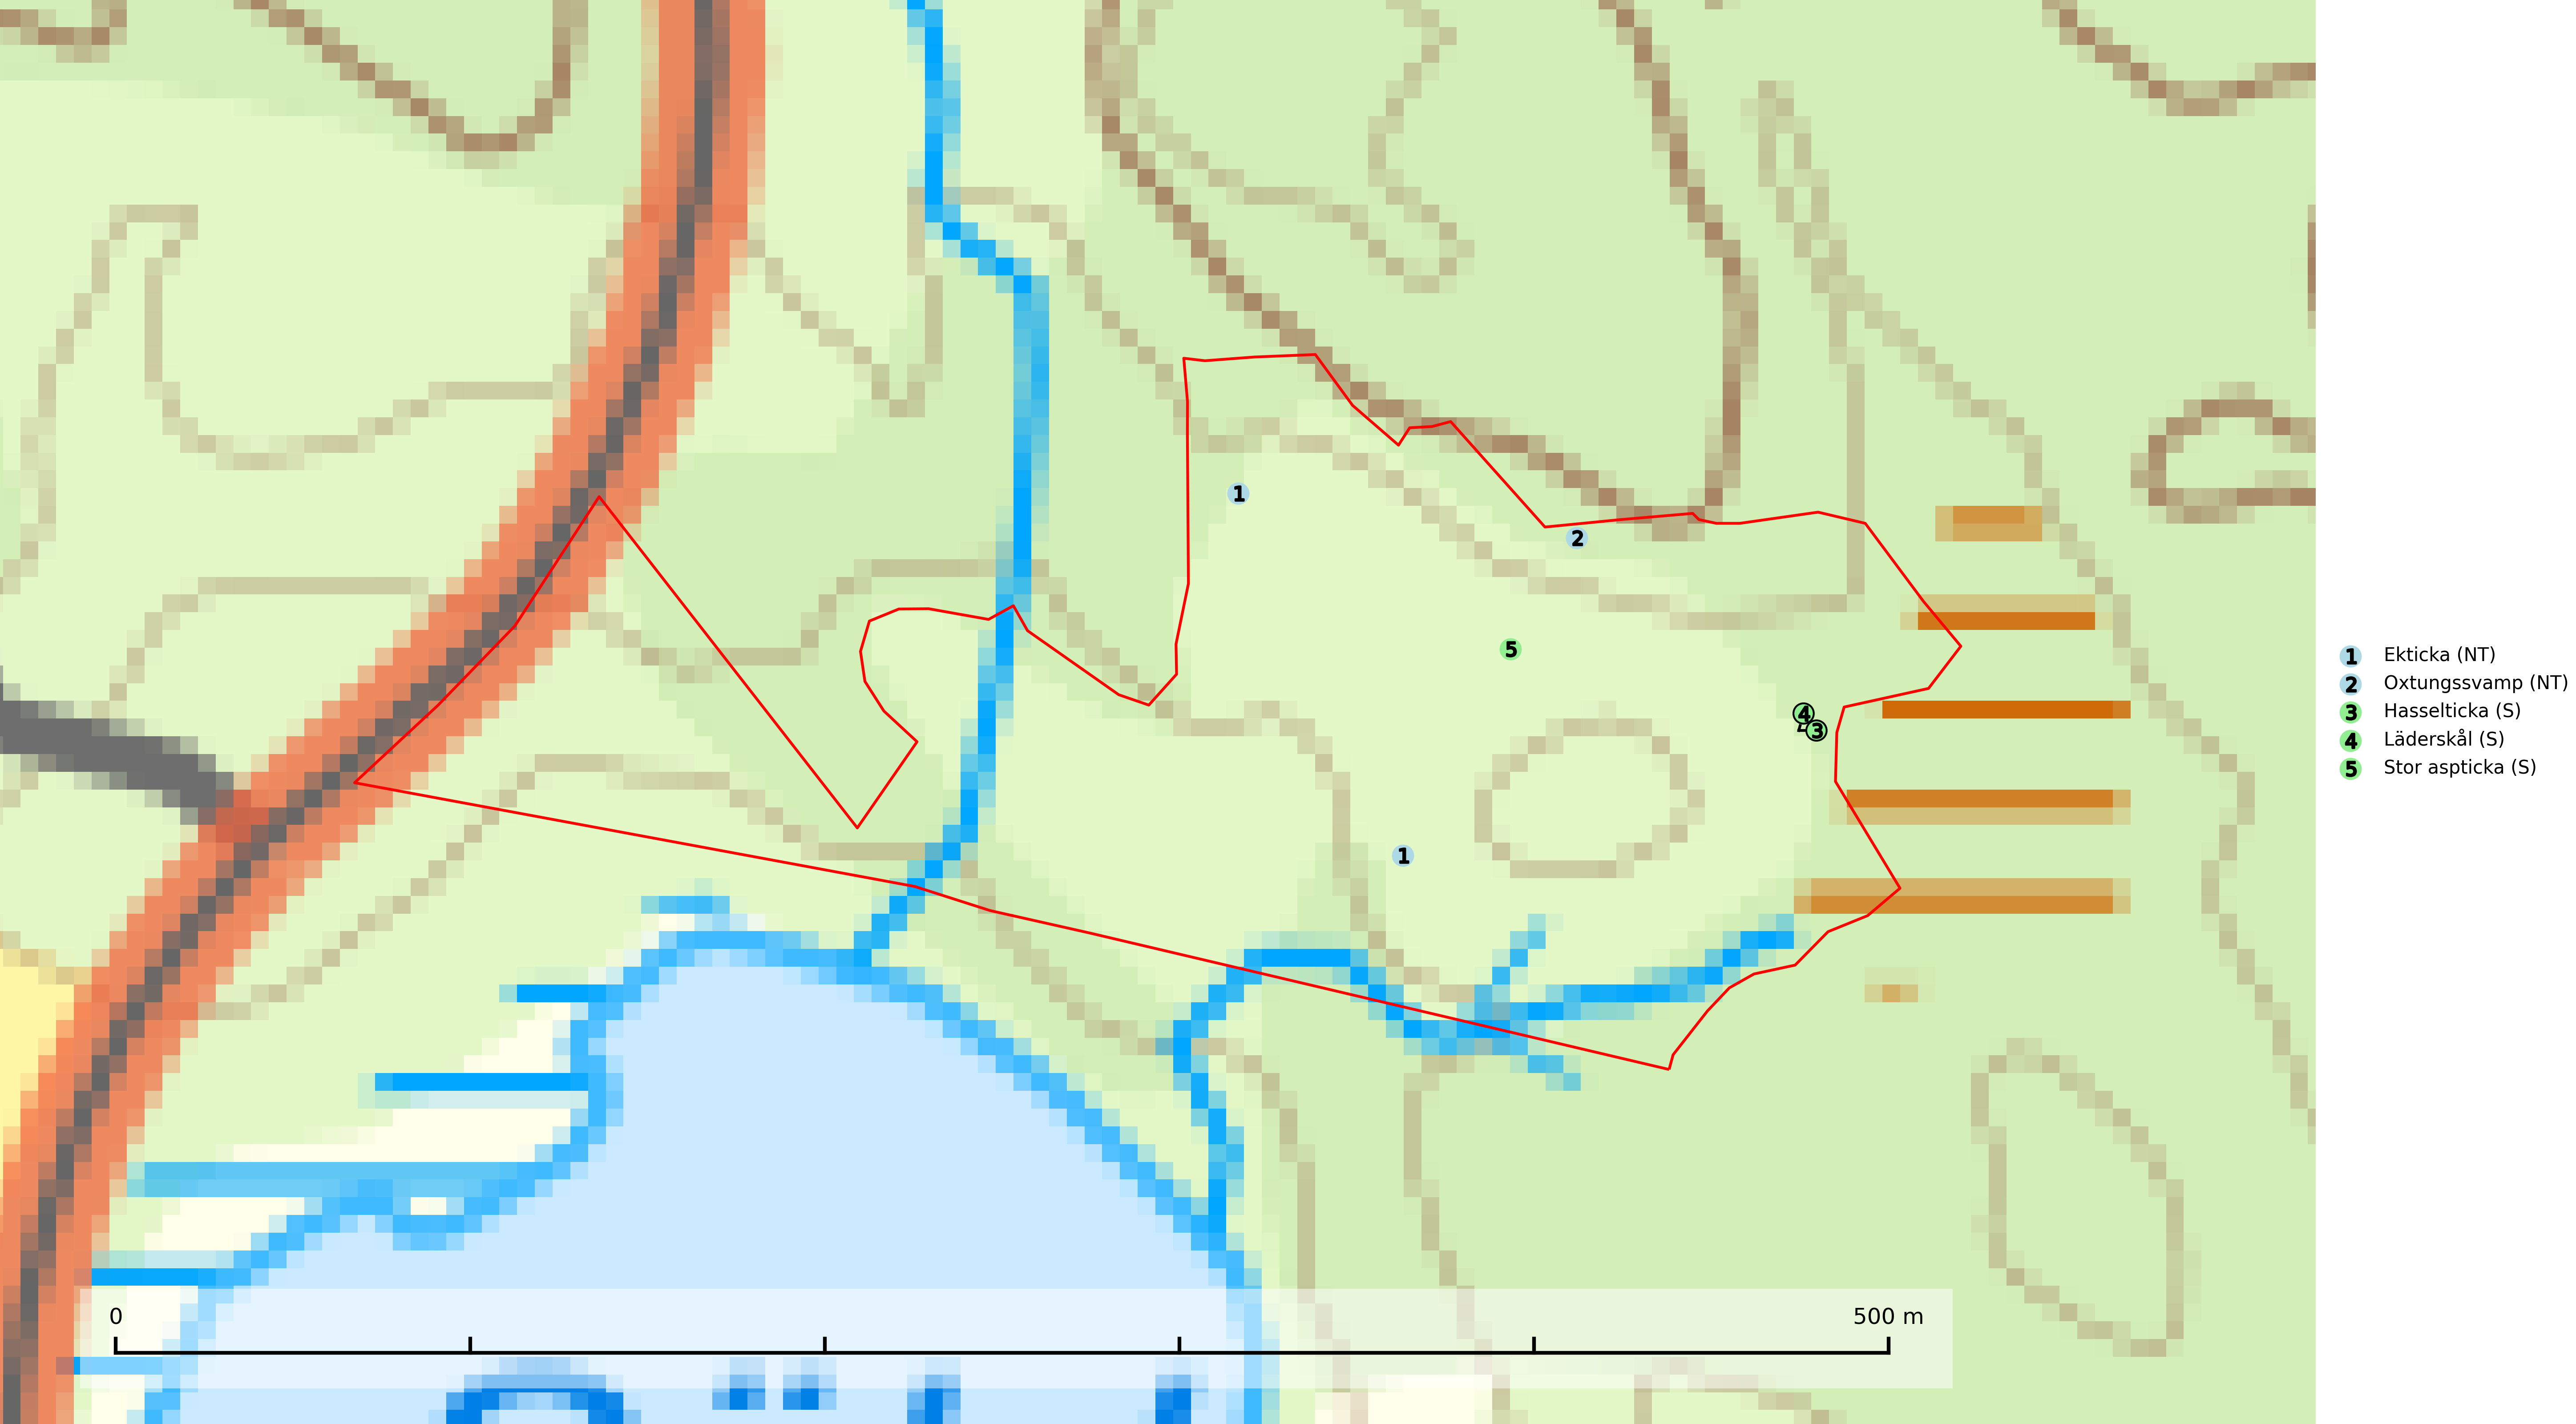 1
2
5
4
3
1
1 Ekticka (NT)
2 Oxtungssvamp (NT)
3 Hasselticka (S)
4 Läderskål (S)
5 Stor aspticka (S)
0 500 m